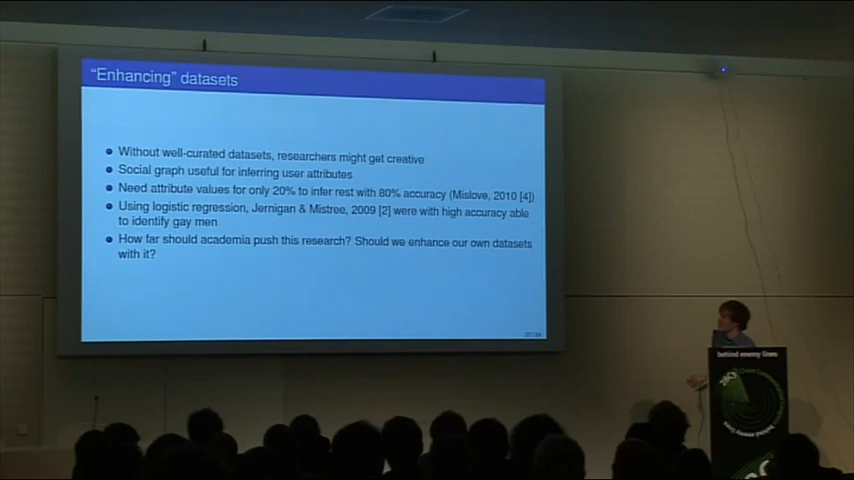 “Enhancing” datasets
Without well-curated datasets, researchers might get creative
Social graph useful for inferring user attributes
Need attribute values for only 20% to infer rest with 80% accuracy (Mislove, 2010 [4])
Using logistic regression, Jernigan & Mistree, 2009 [2] were with high accuracy able
to identify gay men
How far should academia push this research? Should we enhance our own datasets
with it?
behind enemy lines